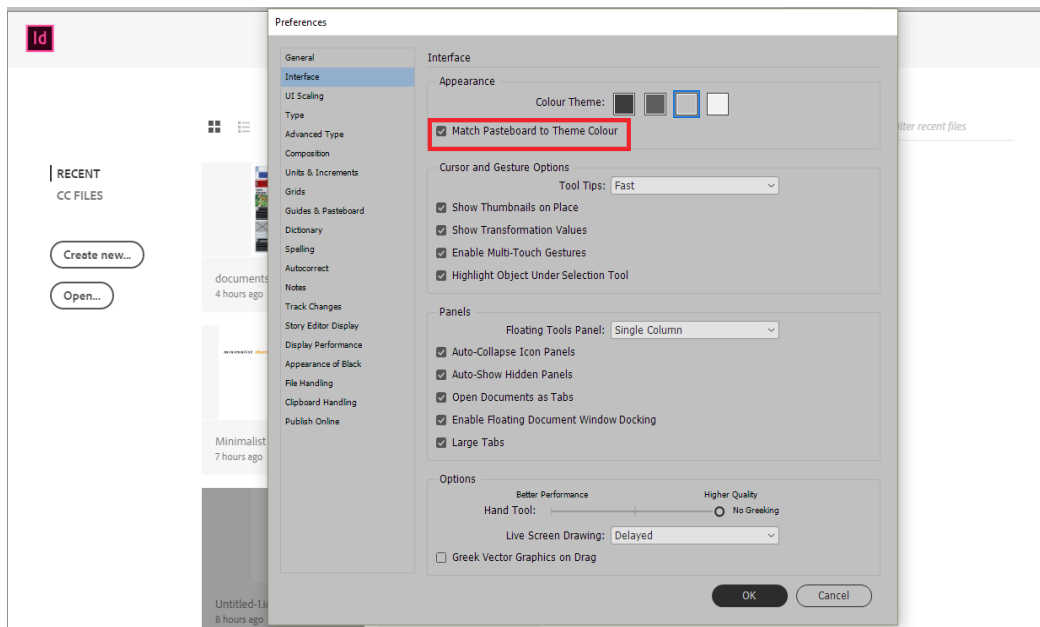 Preferences
Id
General
Interface
UI Scaling
Type
Advanced Type
Composition
Units & Increments
Grids
Guides & Pasteboard
Dictionary
Spelling
Autocorrect
Notes
Track Changes
Story Editor Display
Display Performance
Appearance of Black
File Handling
Clipboard Handling
Publish Online
Interface
Appearance
Colour Theme:
Match Pasteboard to Theme Colour
Cursor and Gesture Options
Tool Tips: Fast
Show Thumbnails on Place
Show Transformation Values
Enable Multi-Touch Gestures
Highlight Object Under Selection Tool
Panels
Floating Tools Panel: Single Column
Auto-Collapse Icon Panels
Auto-Show Hidden Panels
Open Documents as Tabs
Enable Floating Document Window Docking
Large Tabs
Options
Better Performance Higher Quality
Hand Tool: No Greeking
Live Screen Drawing: Delayed
Greek Vector Graphics on Drag
OK Cancel
RECENT
CC FILES
Create new...
Open...
documents
4 hours ago
minimalist
Minimalist
7 hours ago
Untitled-1.i
8 hours ago
recent files